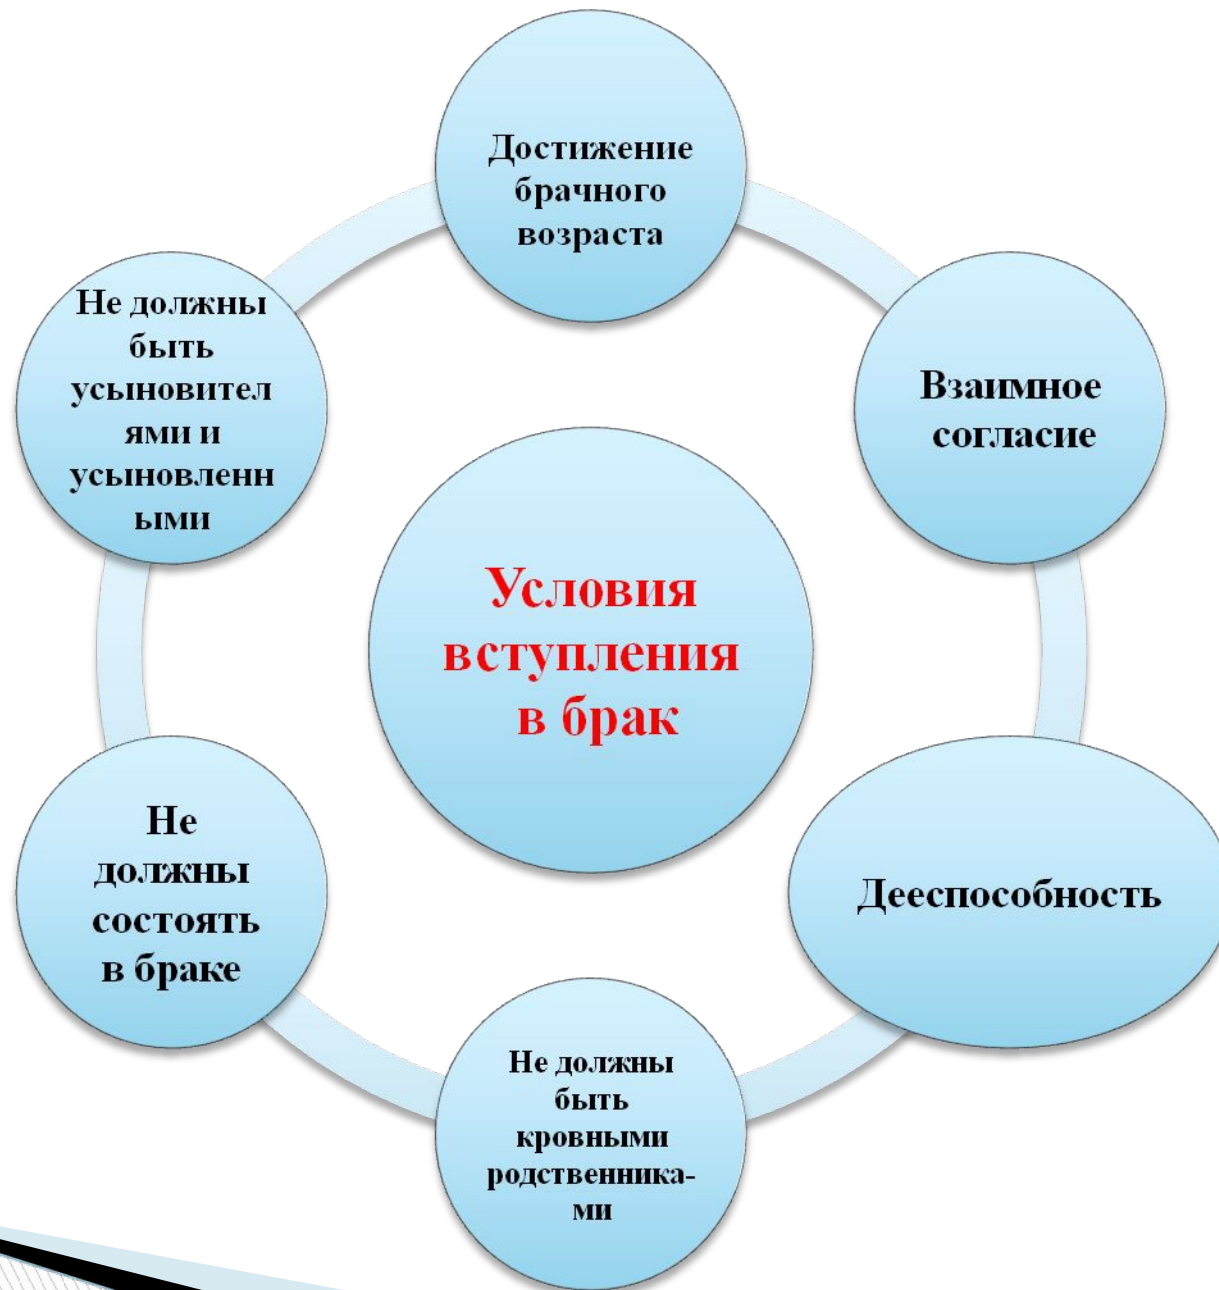 Достижение
брачного
возраста
Взаимное
согласие
Дееспособность
Не должны
быть
кровными
родственника-
ми
Не
должны
состоять
в браке
Не должны
быть
усыновител
ями и
усыновленн
ыми
Условия
вступления
в брак